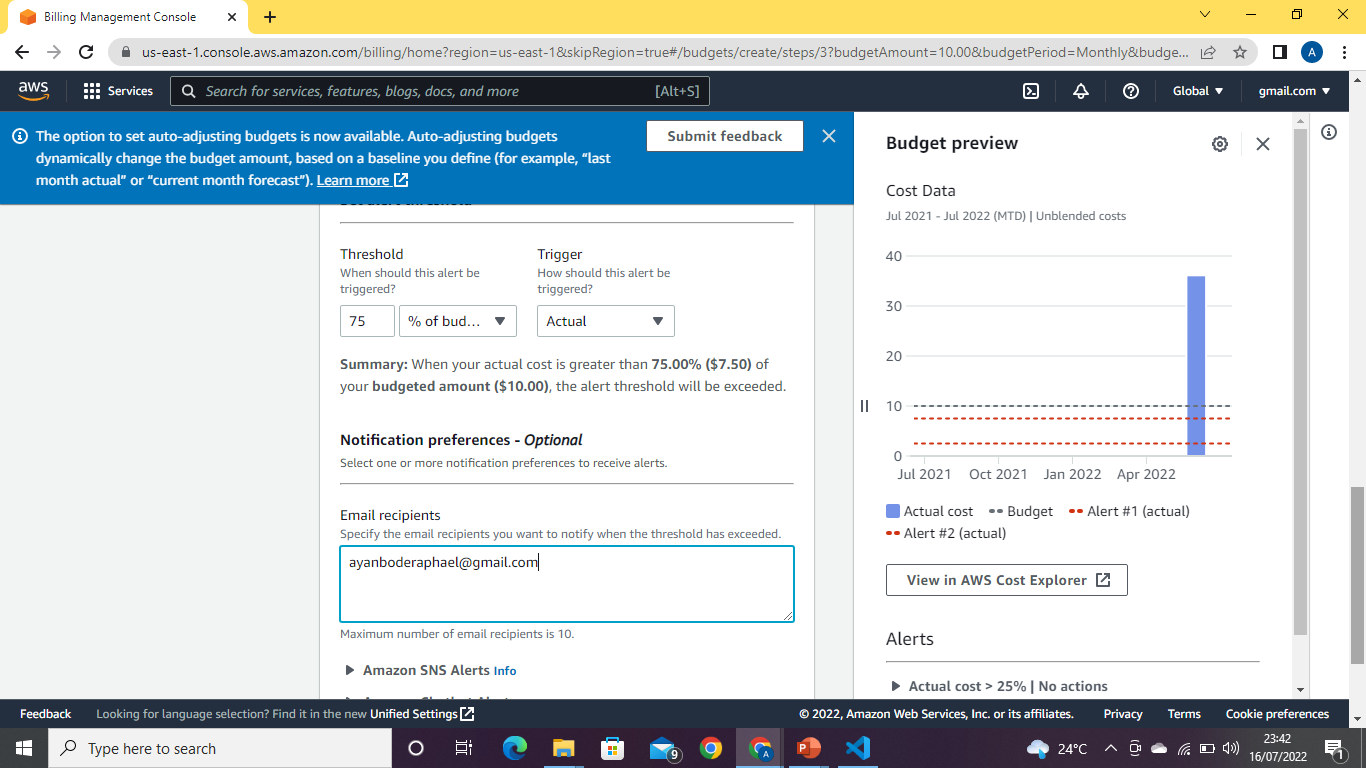 Billing Management Console
us-east-1.console.aws.amazon.com/billing/home?region=us-east-1&skipRegion=true#/budgets/create/steps/3?budgetAmount=10.00&budgetPeriod=Monthly&budge...
A
aws
Services
Search for services, features, blogs, docs, and more
[Alt+S]
Global
gmail.com
The option to set auto-adjusting budgets is now available. Auto-adjusting budgets
dynamically change the budget amount, based on a baseline you define (for example, "last
month actual" or "current month forecast"). Learn more
Submit feedback
Threshold
When should this alert be
triggered?
75
% of bud...
Trigger
How should this alert be
triggered?
Actual
Summary: When your actual cost is greater than 75.00% ($7.50) of
your budgeted amount ($10.00), the alert threshold will be exceeded.
Notification preferences - Optional
Select one or more notification preferences to receive alerts.
Email recipients
Specify the email recipients you want to notify when the threshold has exceeded.
ayanboderaphael@gmail.com
Maximum number of email recipients is 10.
Amazon SNS Alerts Info
Budget preview
Cost Data
Jul 2021 - Jul 2022 (MTD) | Unblended costs
40
30
20
10
0
Jul 2021 Oct 2021 Jan 2022 Apr 2022
Actual cost Budget Alert #1 (actual)
Alert #2 (actual)
View in AWS Cost Explorer
Alerts
Actual cost > 25% | No actions
Feedback
Looking for language selection? Find it in the new Unified Settings
© 2022, Amazon Web Services, Inc. or its affiliates.
Privacy
Terms
Cookie preferences
Type here to search
9
A
24°C
23:42
16/07/2022
1